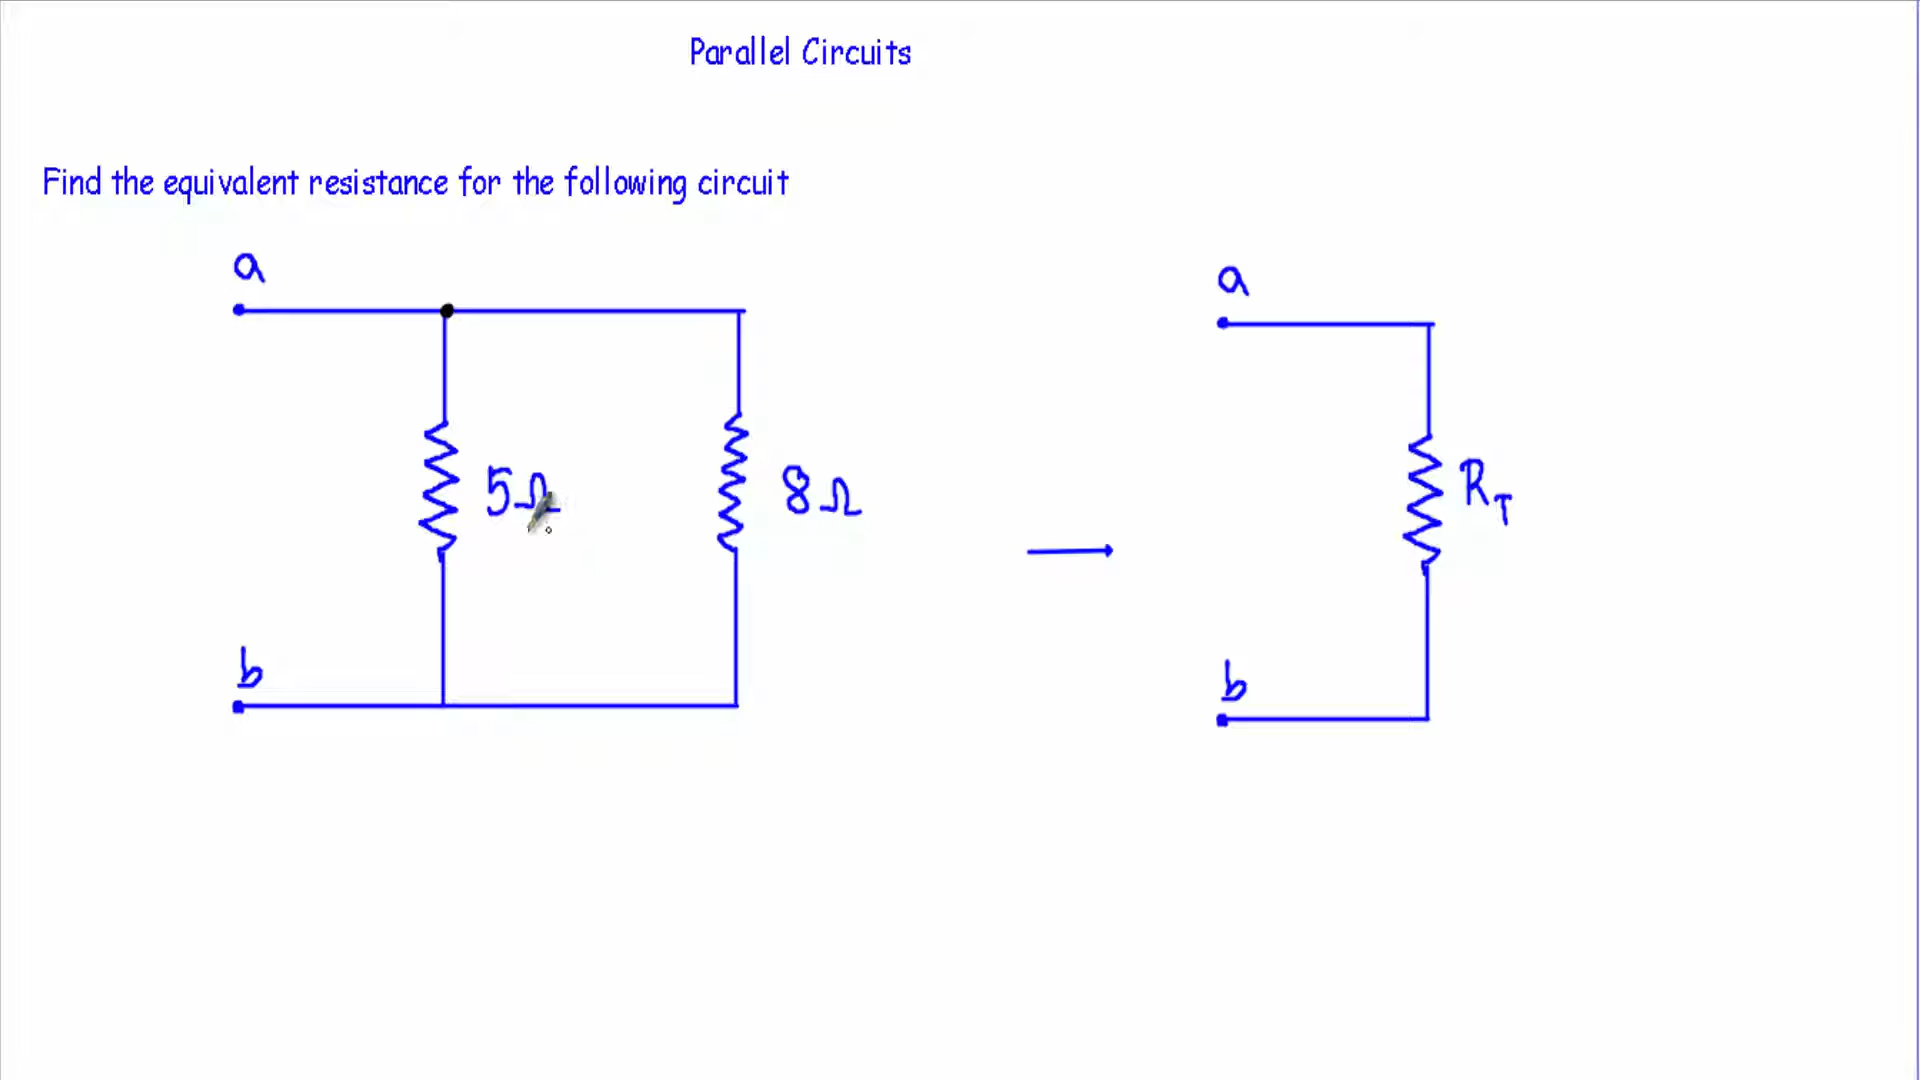 Parallel Circuits
Find the equivalent resistance for the following circuit
a
a
5Ω
8Ω
R_T
b
b